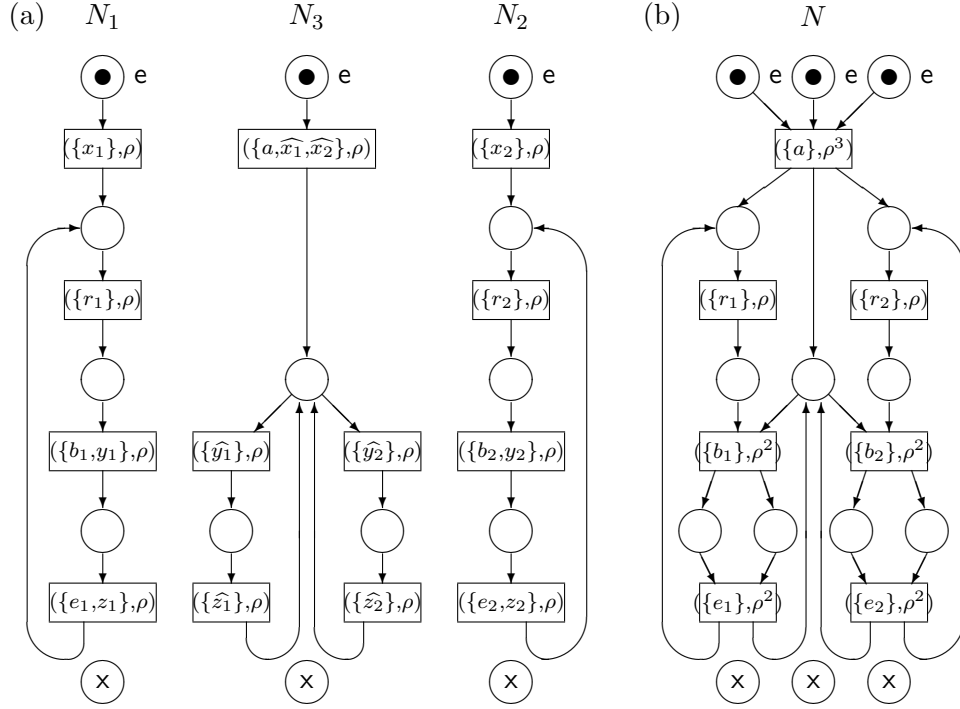 (a) N₁ N₃ N₂ (b) N
e e e e e e
({x₁},ρ) ({a,x̂₁,x̂₂},ρ) ({x₂},ρ) ({a},ρ³)
({r₁},ρ) ({r₂},ρ) ({r₁},ρ) ({r₂},ρ)
({b₁,y₁},ρ) ({ŷ₁},ρ) ({ŷ₂},ρ) ({b₂,y₂},ρ) ({b₁},ρ²) ({b₂},ρ²)
({e₁,z₁},ρ) ({ẑ₁},ρ) ({ẑ₂},ρ) ({e₂,z₂},ρ) ({e₁},ρ²) ({e₂},ρ²)
x x x x x x